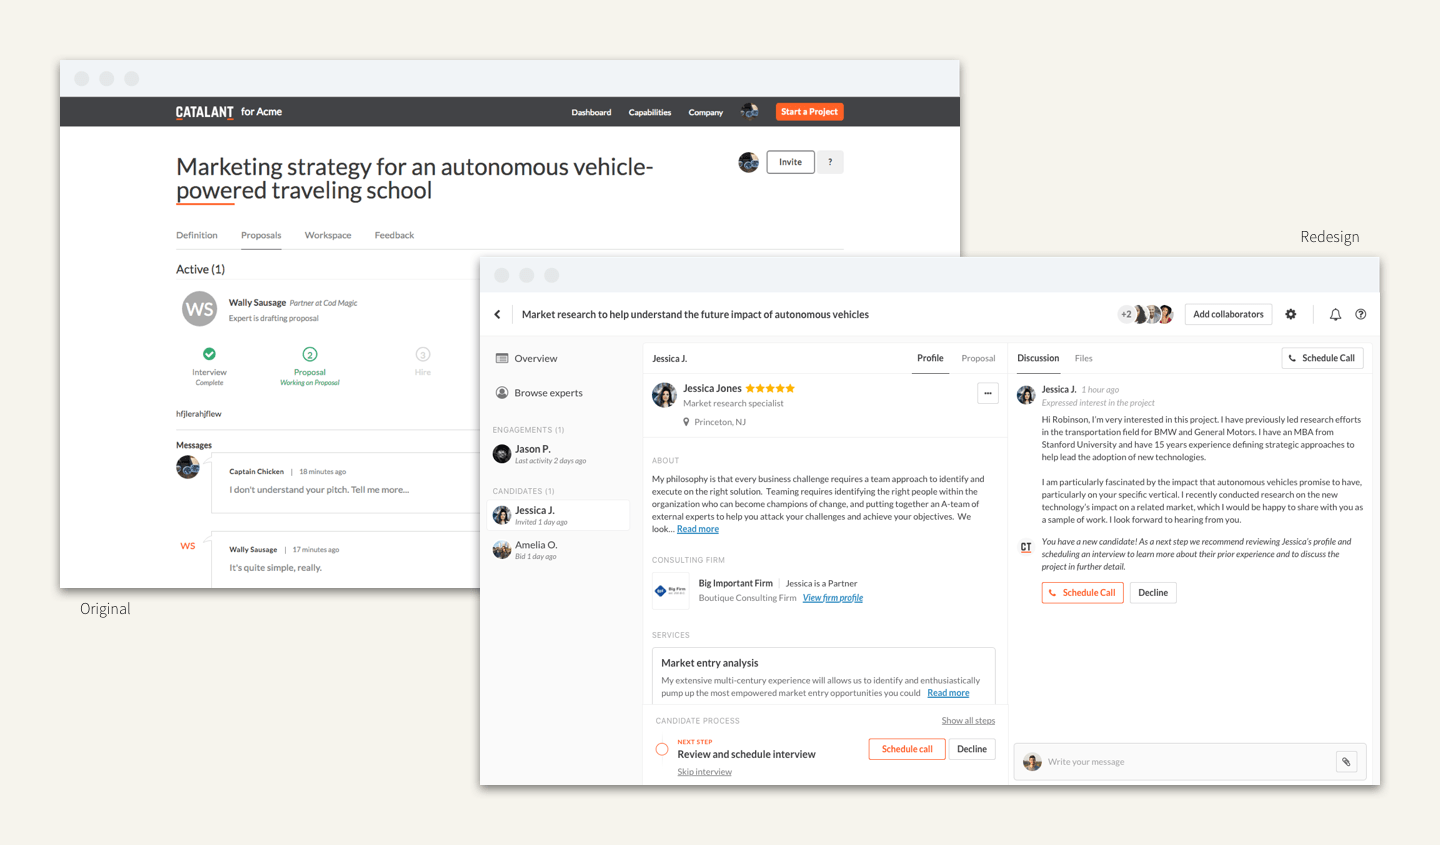 CATALANT for Acme
Dashboard Capabilities Company Start a Project
Marketing strategy for an autonomous vehicle-
powered traveling school
Invite ?
Definition Proposals Workspace Feedback
Active (1)
WS
Wally Sausage Partner at Cod Magic
Expert is drafting proposal
2 3
Interview Proposal Hire
Complete Working on Proposal
hfjlerahjflew
Messages
Captain Chicken | 18 minutes ago
I don't understand your pitch. Tell me more...
WS
Wally Sausage | 17 minutes ago
It's quite simple, really.
Original
Redesign
Market research to help understand the future impact of autonomous vehicles
+2 Add collaborators
Overview
Browse experts
ENGAGEMENTS (1)
Jason P.
Last activity 2 days ago
CANDIDATES (1)
Jessica J.
Invited 1 day ago
Amelia O.
Bid 1 day ago
Jessica J. Profile Proposal
Jessica Jones
Market research specialist
Princeton, NJ
ABOUT
My philosophy is that every business challenge requires a team approach to identify and
execute on the right solution. Teaming requires identifying the right people within the
organization who can become champions of change, and putting together an A-team of
external experts to help you attack your challenges and achieve your objectives. We
look... Read more
CONSULTING FIRM
Big Firm
Big Important Firm | Jessica is a Partner
Boutique Consulting Firm View firm profile
SERVICES
Market entry analysis
My extensive multi-century experience will allows us to identify and enthusiastically
pump up the most empowered market entry opportunities you could Read more
CANDIDATE PROCESS Show all steps
NEXT STEP
Review and schedule interview
Skip interview
Schedule call Decline
Discussion Files Schedule Call
Jessica J. 1 hour ago
Expressed interest in the project
Hi Robinson, I'm very interested in this project. I have previously led research efforts
in the transportation field for BMW and General Motors. I have an MBA from
Stanford University and have 15 years experience defining strategic approaches to
help lead the adoption of new technologies.
I am particularly fascinated by the impact that autonomous vehicles promise to have,
particularly on your specific vertical. I recently conducted research on the new
technology's impact on a related market, which I would be happy to share with you as
a sample of work. I look forward to hearing from you.
CT
You have a new candidate! As a next step we recommend reviewing Jessica's profile and
scheduling an interview to learn more about their prior experience and to discuss the
project in further detail.
Schedule Call Decline
Write your message